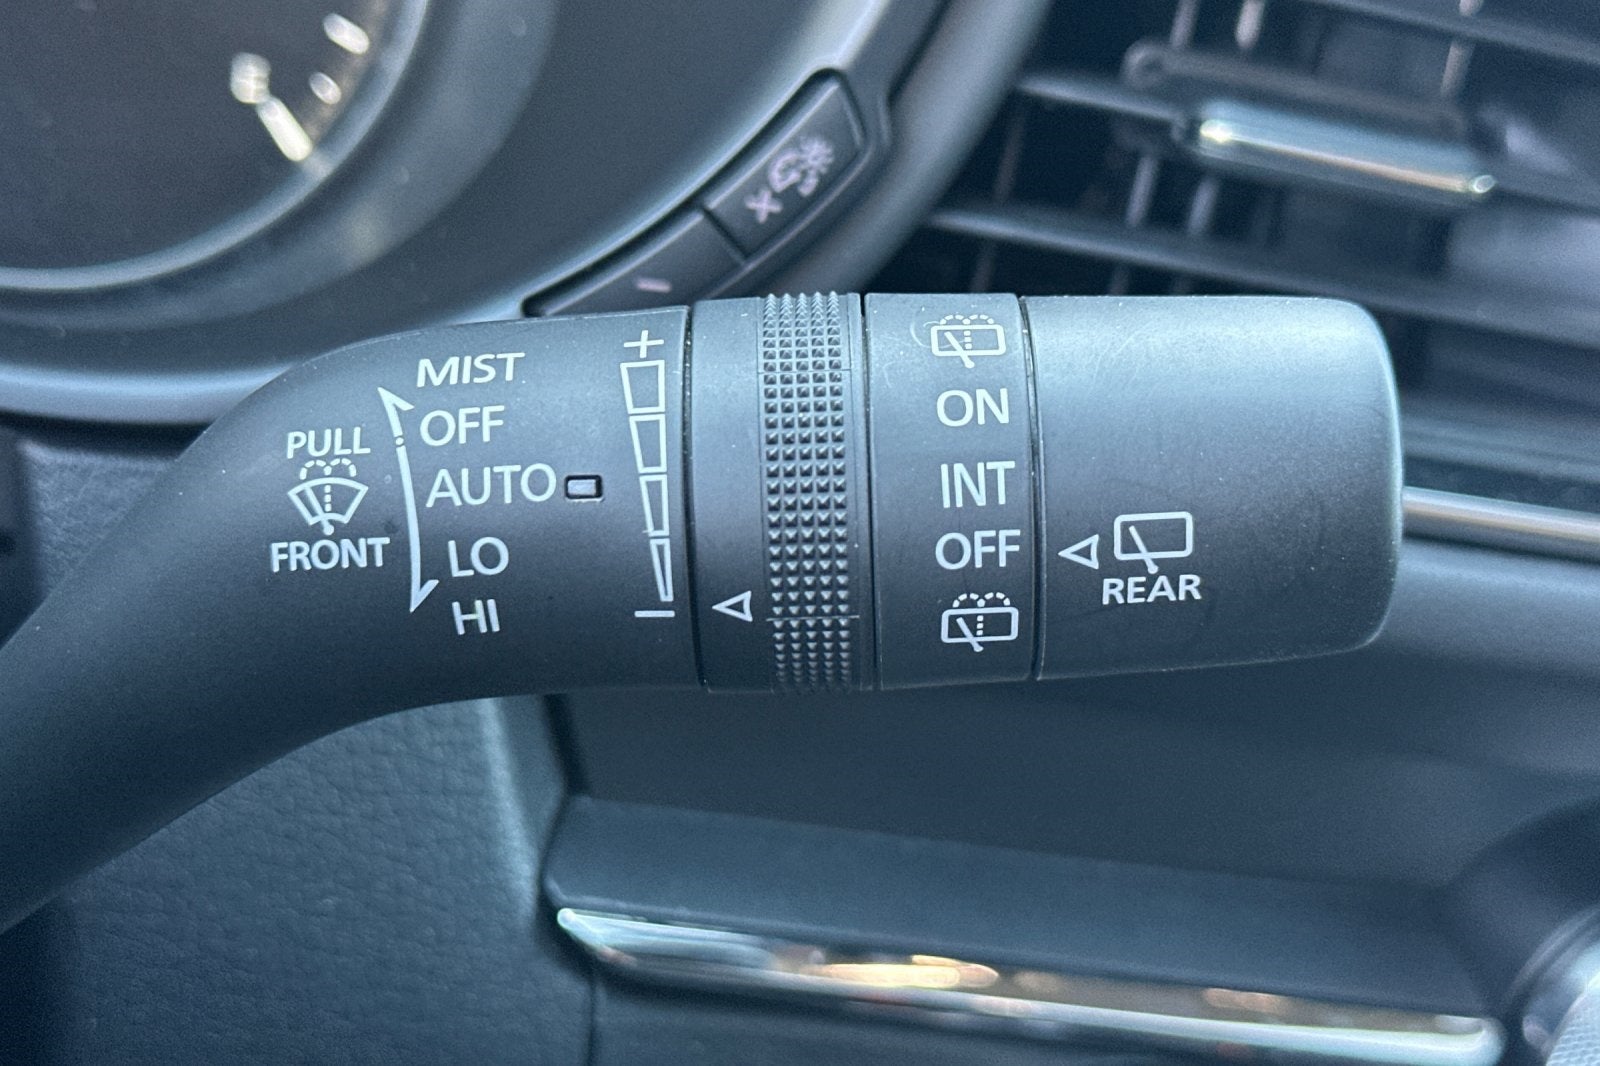 MIST
OFF
AUTO
LO
HI
PULL
FRONT
+
−
ON
INT
OFF
REAR